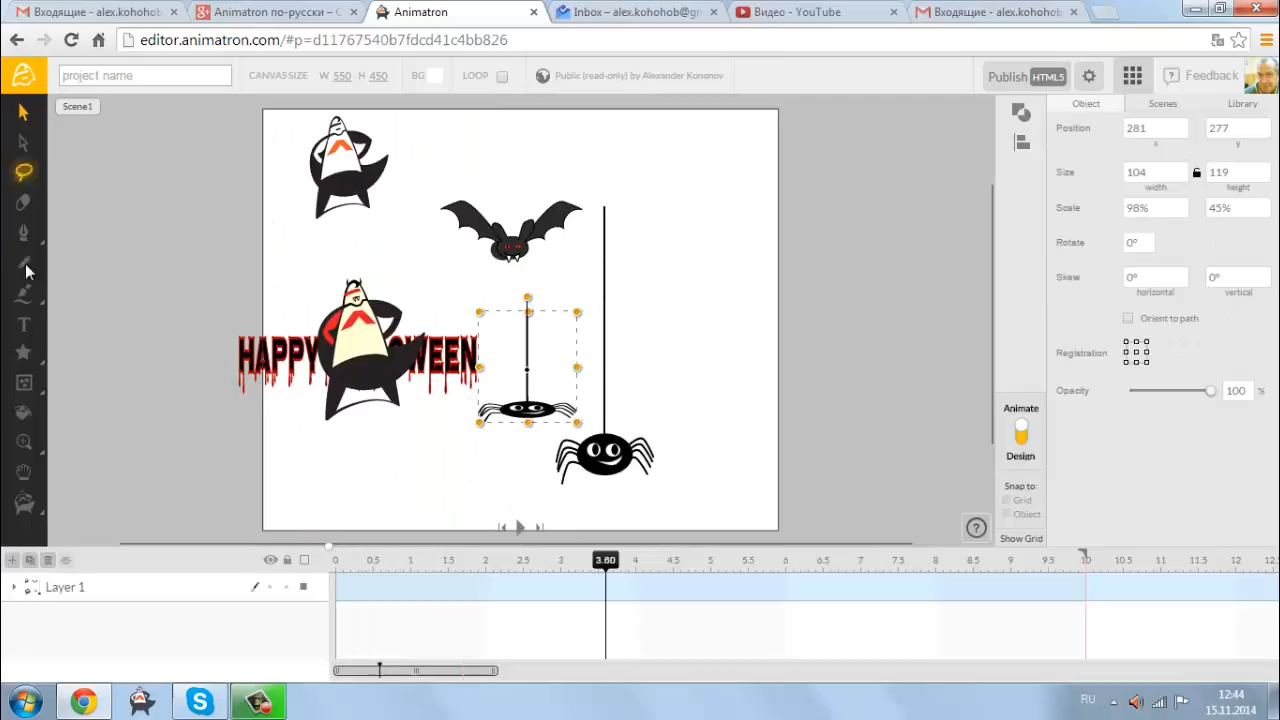 Входящие - alex.kohohob
Animatron по-русски – С
Animatron
Inbox – alex.kohohob@gm
Видео - YouTube
Входящие - alex.kohohob
editor.animatron.com/#p=d11767540b7fdcd41c4bb826
project name
CANVAS SIZE W 550 H 450
BG
LOOP
Public (read-only) by Alexander Kononov
Publish HTML5
Feedback
Scene1
Object Scenes Library
Position 281 277
x y
Size 104 119
width height
Scale 98% 45%
Rotate 0°
Skew 0° 0°
horizontal vertical
Orient to path
Registration
Opacity 100 %
HAPPY
WEEN
Animate
Design
Snap to:
Grid
Object
Show Grid
?
0 0.5 1 1.5 2 2.5 3 3.60 4 4.5 5 5.5 6 6.5 7 7.5 8 8.5 9 9.5 10 10.5 11 11.5 12 12.5
Layer 1
RU
12:44
15.11.2014